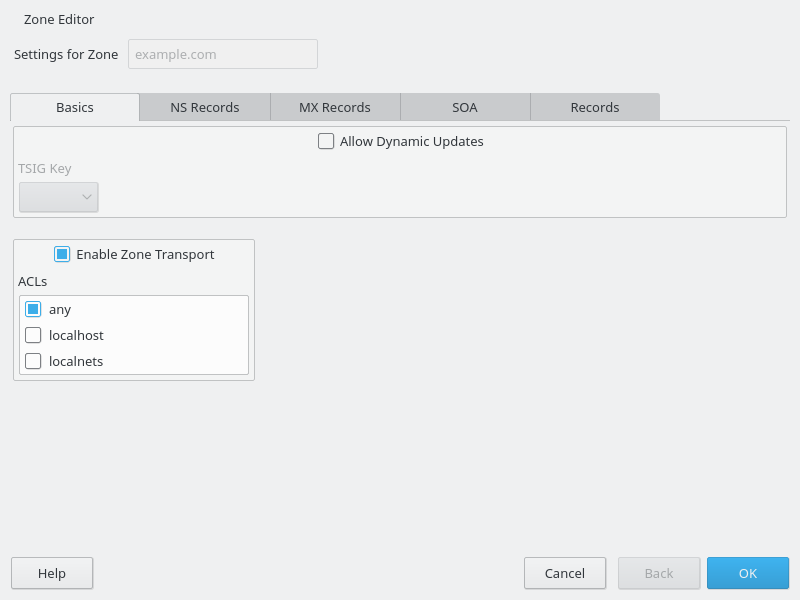 Zone Editor
Settings for Zone example.com
Basics NS Records MX Records SOA Records
Allow Dynamic Updates
TSIG Key
Enable Zone Transport
ACLs
any
localhost
localnets
Help Cancel Back OK